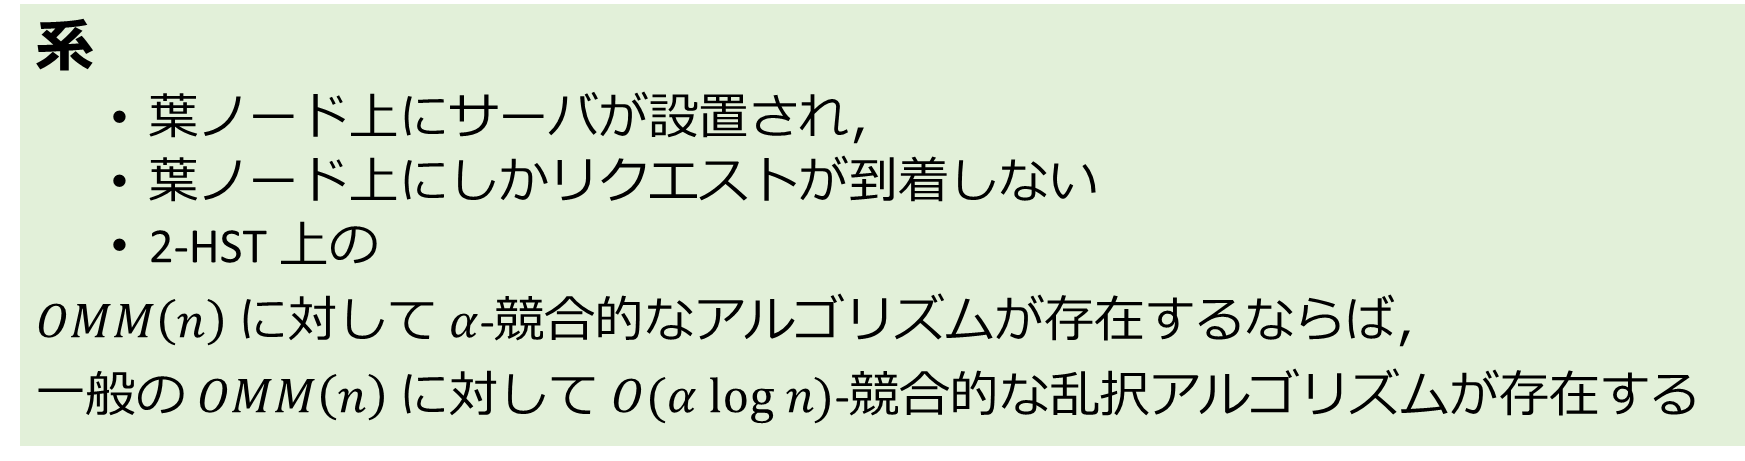 系
• 葉ノード上にサーバが設置され，
• 葉ノード上にしかリクエストが到着しない
• 2-HST 上の
OMM(n) に対して α-競合的なアルゴリズムが存在するならば，
一般の OMM(n) に対して O(α log n)-競合的な乱択アルゴリズムが存在する